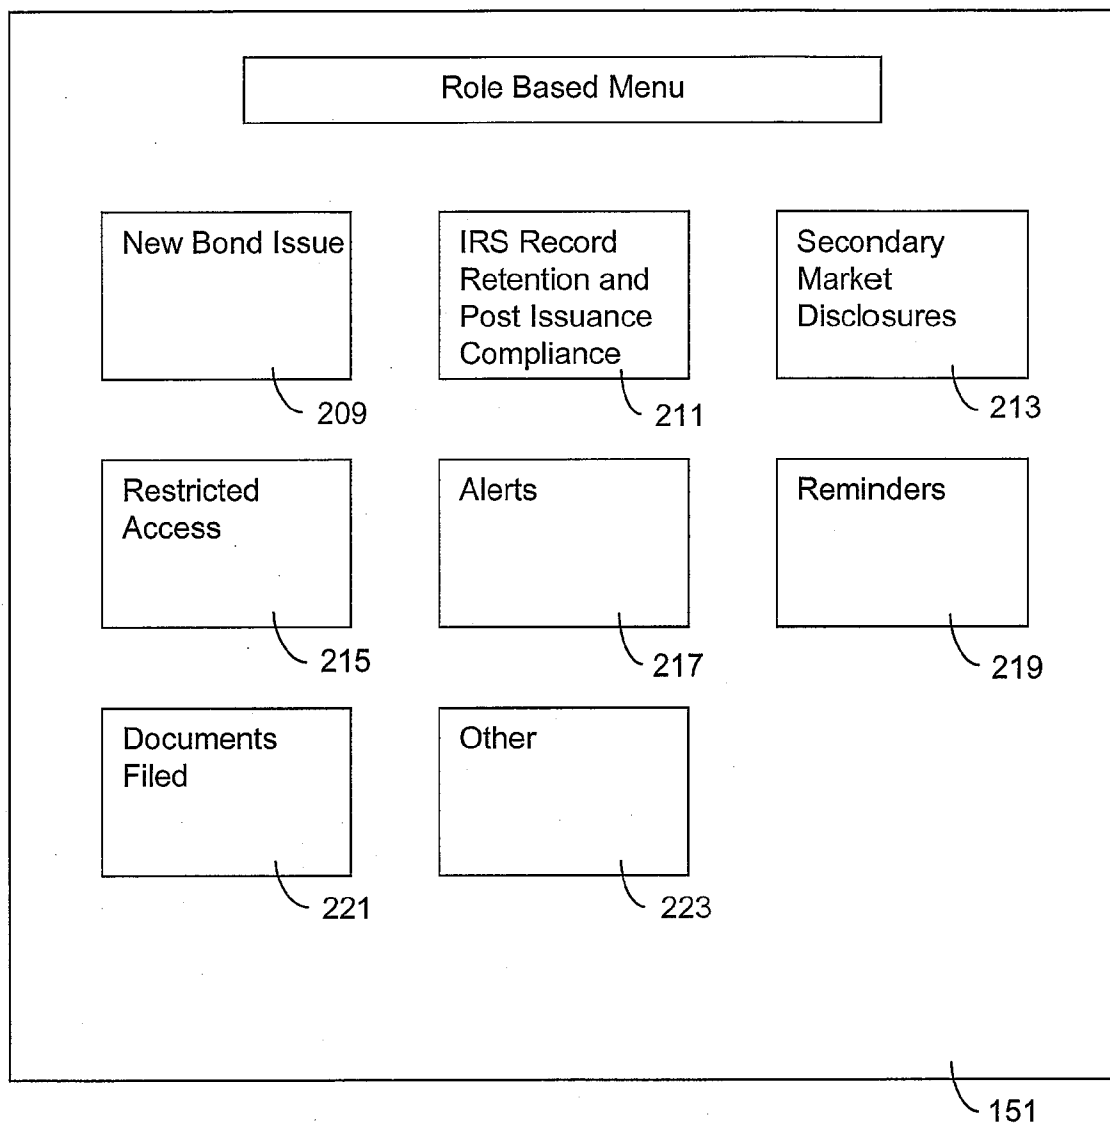 Role Based Menu
New Bond Issue
209
IRS Record
Retention and
Post Issuance
Compliance
211
Secondary
Market
Disclosures
213
Restricted
Access
215
Alerts
217
Reminders
219
Documents
Filed
221
Other
223
151